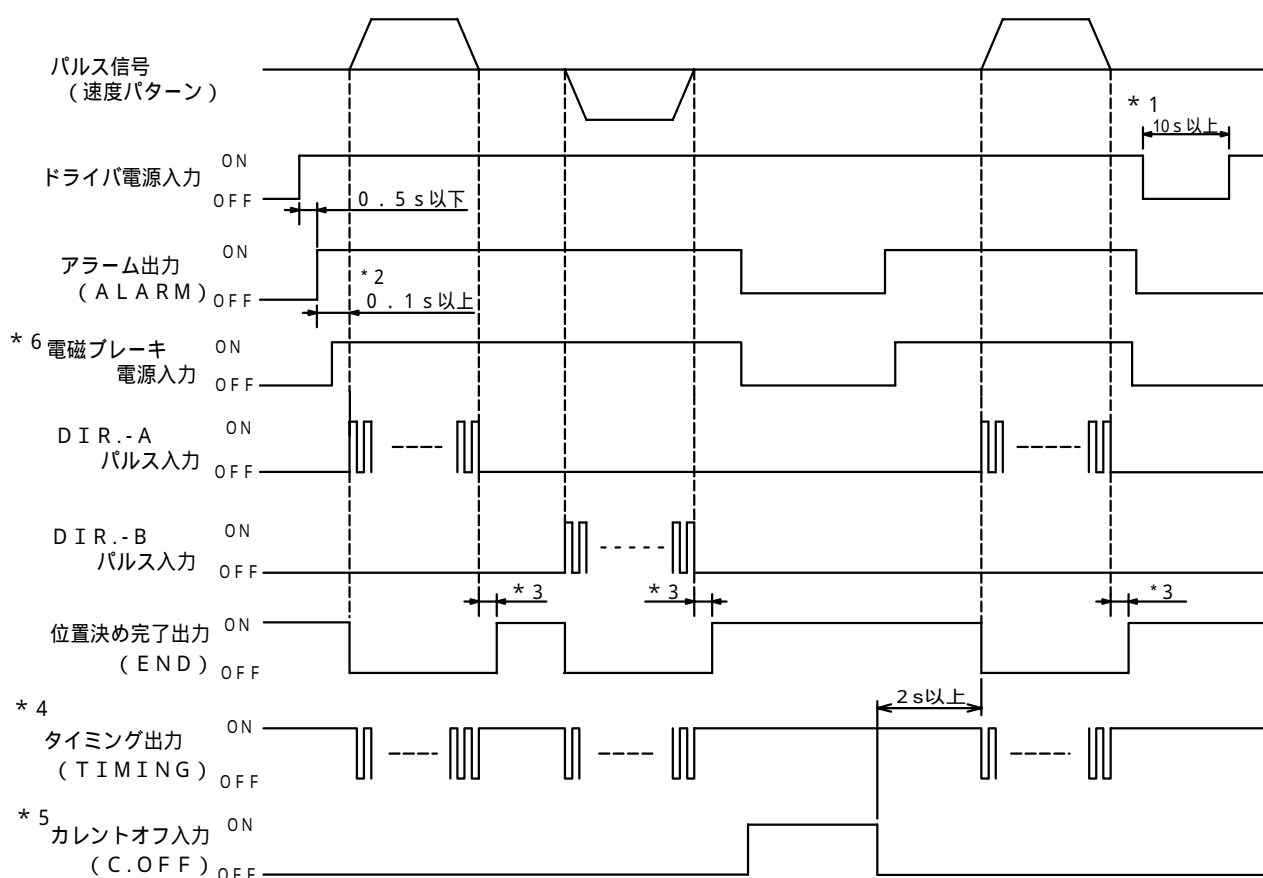 パルス信号
（速度パターン）
*1
10s以上
ドライバ電源入力
ON
OFF
0.5s以下
アラーム出力
（ALARM）
ON
OFF
*2
0.1s以上
*6
電磁ブレーキ
電源入力
ON
OFF
DIR.-A
パルス入力
ON
OFF
DIR.-B
パルス入力
ON
OFF
*3
*3
*3
位置決め完了出力
（END）
ON
OFF
2s以上
*4
タイミング出力
（TIMING）
ON
OFF
*5
カレントオフ入力
（C.OFF）
ON
OFF